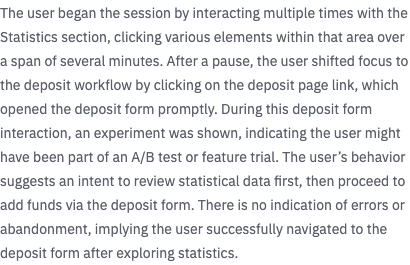 The user began the session by interacting multiple times with the
Statistics section, clicking various elements within that area over
a span of several minutes. After a pause, the user shifted focus to
the deposit workflow by clicking on the deposit page link, which
opened the deposit form promptly. During this deposit form
interaction, an experiment was shown, indicating the user might
have been part of an A/B test or feature trial. The user’s behavior
suggests an intent to review statistical data first, then proceed to
add funds via the deposit form. There is no indication of errors or
abandonment, implying the user successfully navigated to the
deposit form after exploring statistics.